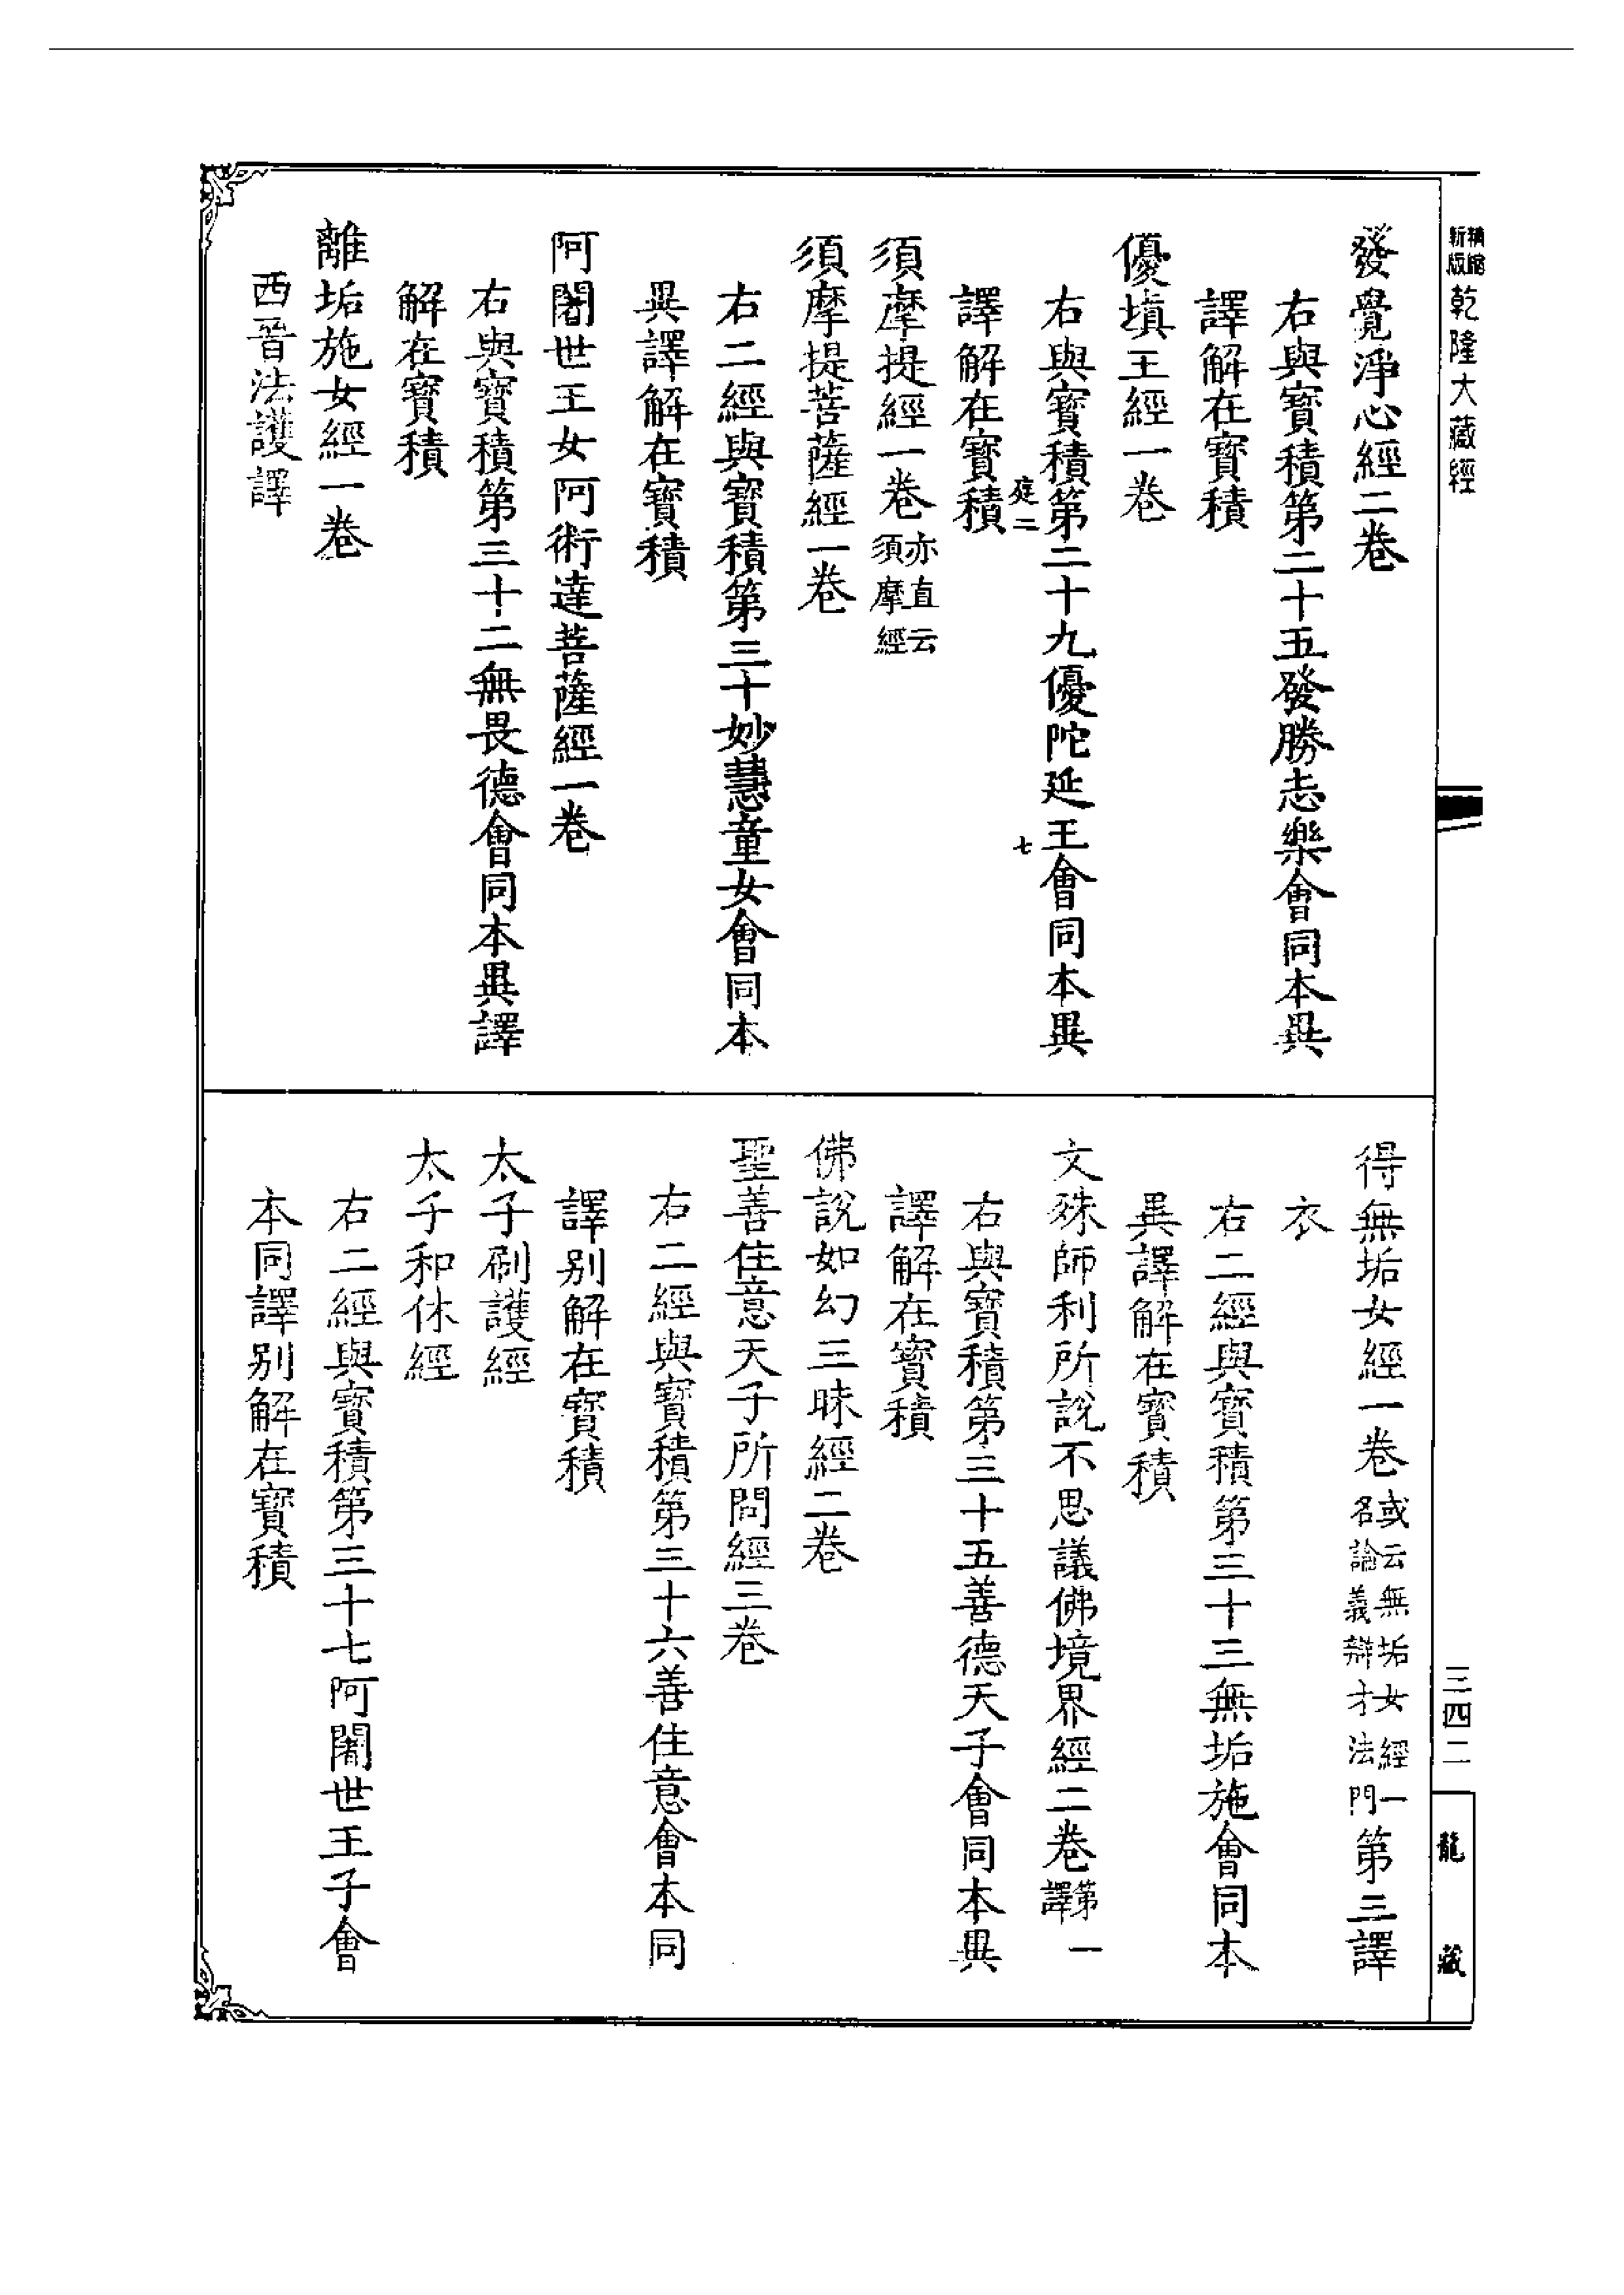 新版精縮乾隆大藏經
發覺淨心經二卷
右與寶積第二十五發勝志樂會同本異
譯解在寶積
優填王經一卷
右與寶積第二十九優陀延王會同本異
庭二 七
譯解在寶積
須摩提經一卷亦直云須摩經
須摩提菩薩經一卷
右二經與寶積第三十妙慧童女會同本
異譯解在寶積
阿闍世王女阿術達菩薩經一卷
右與寶積第三十二無畏德會同本異譯
解在寶積
離垢施女經一卷
西晉法護譯
得無垢女經一卷或云無垢女經一名論義辯才法門第三譯
衣
右二經與寶積第三十三無垢施會同本
異譯解在寶積
文殊師利所說不思議佛境界經二卷第一譯
右與寶積第三十五善德天子會同本異
譯解在寶積
佛說如幻三昧經二卷
聖善住意天子所問經三卷
右二經與寶積第三十六善住意會本同
譯別解在寶積
太子刷護經
太子和休經
右二經與寶積第三十七阿闍世王子會
本同譯別解在寶積
三四二
龍藏